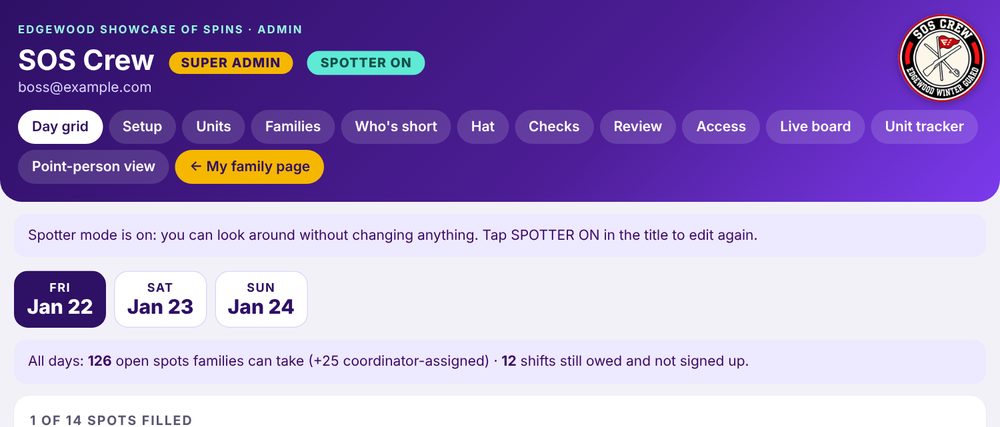 EDGEWOOD SHOWCASE OF SPINS · ADMIN
SOS Crew SUPER ADMIN SPOTTER ON
boss@example.com
SOS CREW
EDGEWOOD WINTER GUARD
Day grid Setup Units Families Who's short Hat Checks Review Access Live board Unit tracker
Point-person view ← My family page
Spotter mode is on: you can look around without changing anything. Tap SPOTTER ON in the title to edit again.
FRI SAT SUN
Jan 22 Jan 23 Jan 24
All days: 126 open spots families can take (+25 coordinator-assigned) · 12 shifts still owed and not signed up.
1 OF 14 SPOTS FILLED